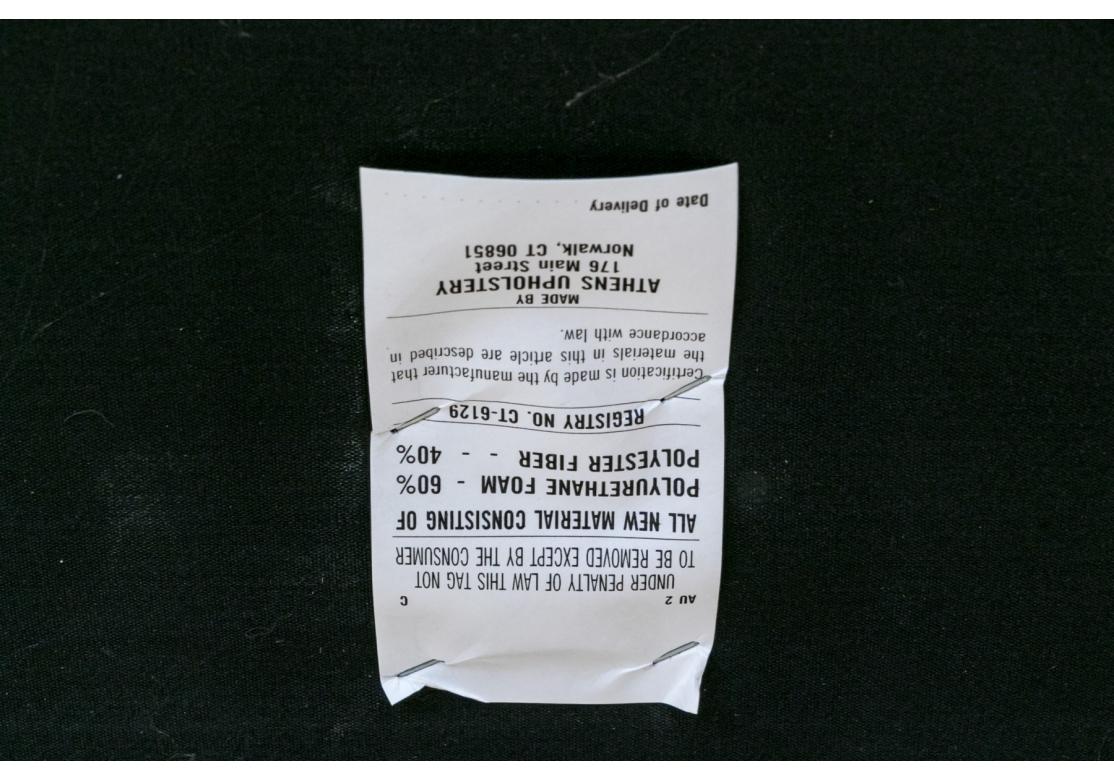 AU 2 C
UNDER PENALTY OF LAW THIS TAG NOT
TO BE REMOVED EXCEPT BY THE CONSUMER
ALL NEW MATERIAL CONSISTING OF
POLYURETHANE FOAM - 60%
POLYESTER FIBER - - 40%
REGISTRY NO. CT-6129
Certification is made by the manufacturer that
the materials in this article are described in
accordance with law.
MADE BY
ATHENS UPHOLSTERY
176 Main Street
Norwalk, CT 06851
Date of Delivery . . . . . . . . . . .